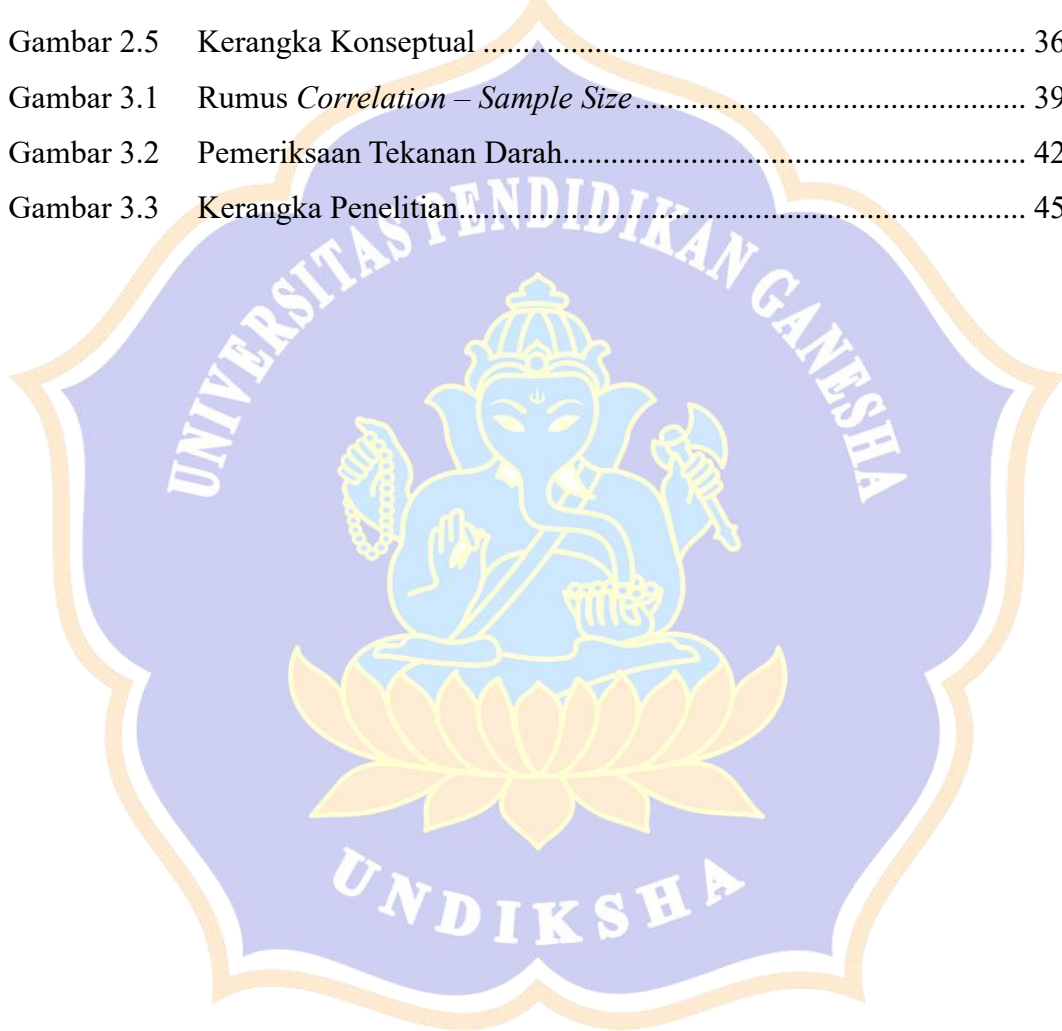 Gambar 2.5 Kerangka Konseptual .................................................................. 36
Gambar 3.1 Rumus Correlation – Sample Size ................................................ 39
Gambar 3.2 Pemeriksaan Tekanan Darah........................................................ 42
Gambar 3.3 Kerangka Penelitian..................................................................... 45
UNIVERSITAS PENDIDIKAN GANESHA
UNDIKSHA